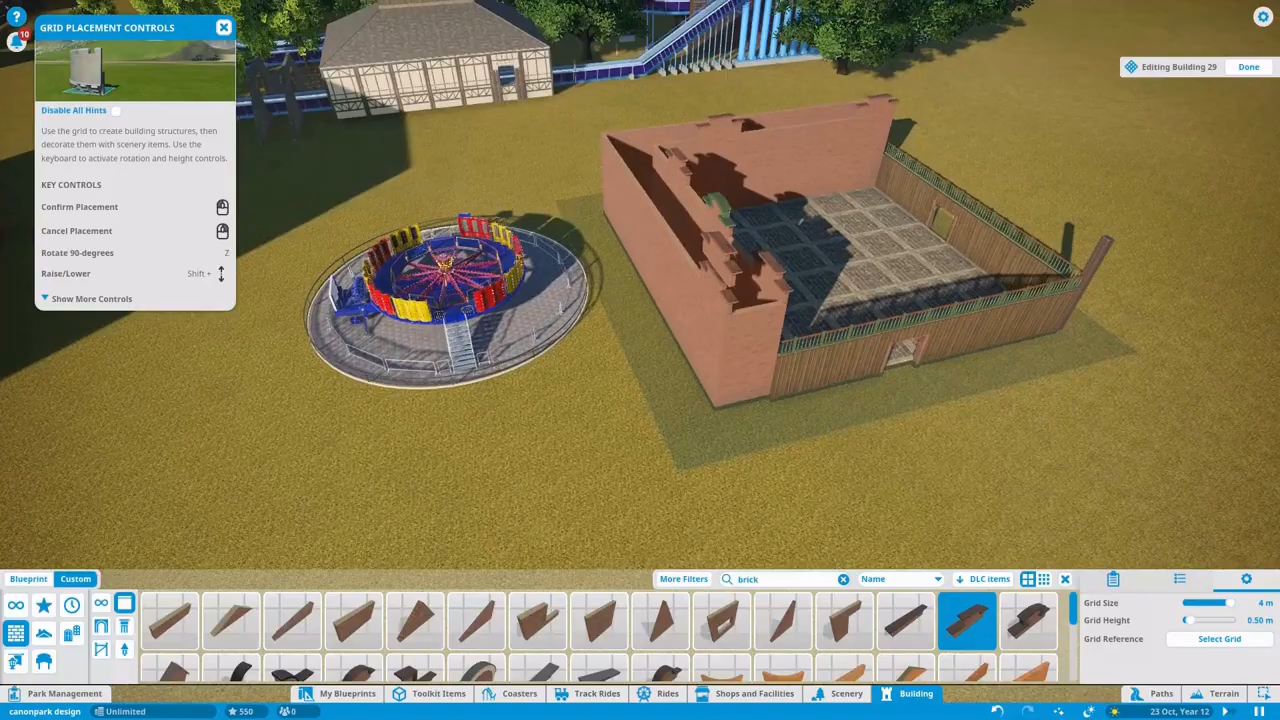 ?
10
GRID PLACEMENT CONTROLS
Disable All Hints
Use the grid to create building structures, then
decorate them with scenery items. Use the
keyboard to activate rotation and height controls.
KEY CONTROLS
Confirm Placement
Cancel Placement
Rotate 90-degrees Z
Raise/Lower Shift +
Show More Controls
Editing Building 29 Done
Blueprint Custom
More Filters brick Name DLC items
Grid Size 4 m
Grid Height 0.50 m
Grid Reference Select Grid
Park Management My Blueprints Toolkit Items Coasters Track Rides Rides Shops and Facilities Scenery Building Paths Terrain
canonpark design Unlimited 550 0 23 Oct, Year 12